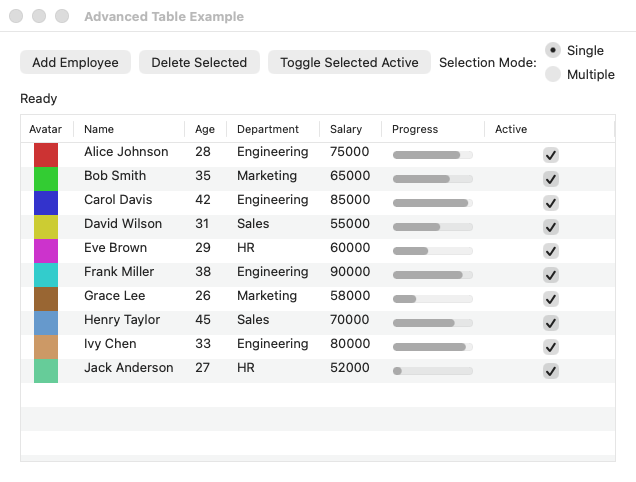 Advanced Table Example
Add Employee Delete Selected Toggle Selected Active Selection Mode: Single
Multiple
Ready
Avatar Name Age Department Salary Progress Active
Alice Johnson 28 Engineering 75000
Bob Smith 35 Marketing 65000
Carol Davis 42 Engineering 85000
David Wilson 31 Sales 55000
Eve Brown 29 HR 60000
Frank Miller 38 Engineering 90000
Grace Lee 26 Marketing 58000
Henry Taylor 45 Sales 70000
Ivy Chen 33 Engineering 80000
Jack Anderson 27 HR 52000